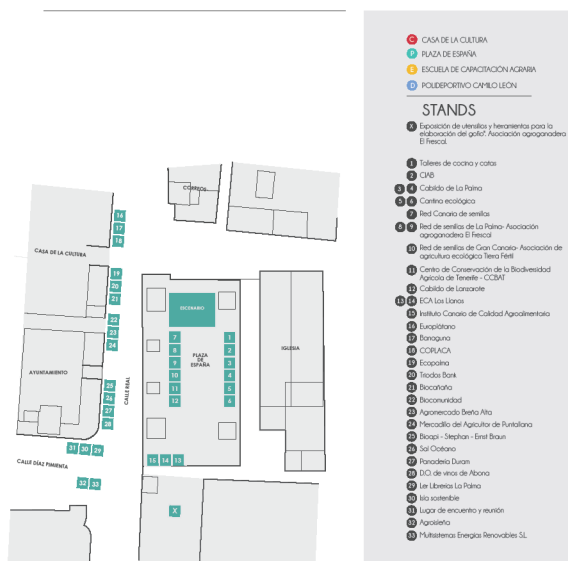 CORREOS
16
17
18
CASA DE LA CULTURA
19
20
21
ESCENARIO
22
23
24
7
8
9
10
11
12
PLAZA
DE
ESPAÑA
1
2
3
4
5
6
IGLESIA
AYUNTAMIENTO
CALLE REAL
25
26
27
28
31 30 29
CALLE DÍAZ PIMIENTA
15 14 13
32 33
X
C CASA DE LA CULTURA
P PLAZA DE ESPAÑA
E ESCUELA DE CAPACITACIÓN AGRARIA
D POLIDEPORTIVO CAMILO LEÓN
STANDS
X Exposición de utensilios y herramientas para la
elaboración del gofio". Asociación agroganadera
El Frescal.
1 Talleres de cocina y catas
2 CIAB
3 4 Cabildo de La Palma
5 6 Cantina ecológica
7 Red Canaria de semillas
8 9 Red de semillas de La Palma- Asociación
agroganadera El Frescal
10 Red de semillas de Gran Canaria- Asociación de
agricultura ecológica Tierra Fértil
11 Centro de Conservación de la Biodiversidad
Agrícola de Tenerife - CCBAT
12 Cabildo de Lanzarote
13 14 ECA Los Llanos
15 Instituto Canario de Calidad Agroalimentaria
16 Europlátano
17 Banaguna
18 COPLACA
19 Ecopalma
20 Triodos Bank
21 Biocataña
22 Biocomunidad
23 Agromercado Breña Alta
24 Mercadillo del Agricultor de Puntallana
25 Bioapi - Stephan - Ernst Braun
26 Sal Océano
27 Panadería Duram
28 D.O. de vinos de Abona
29 Ler Librerías La Palma
30 Isla sostenible
31 Lugar de encuentro y reunión
32 Agroisleña
33 Multisistemas Energías Renovables S.L.